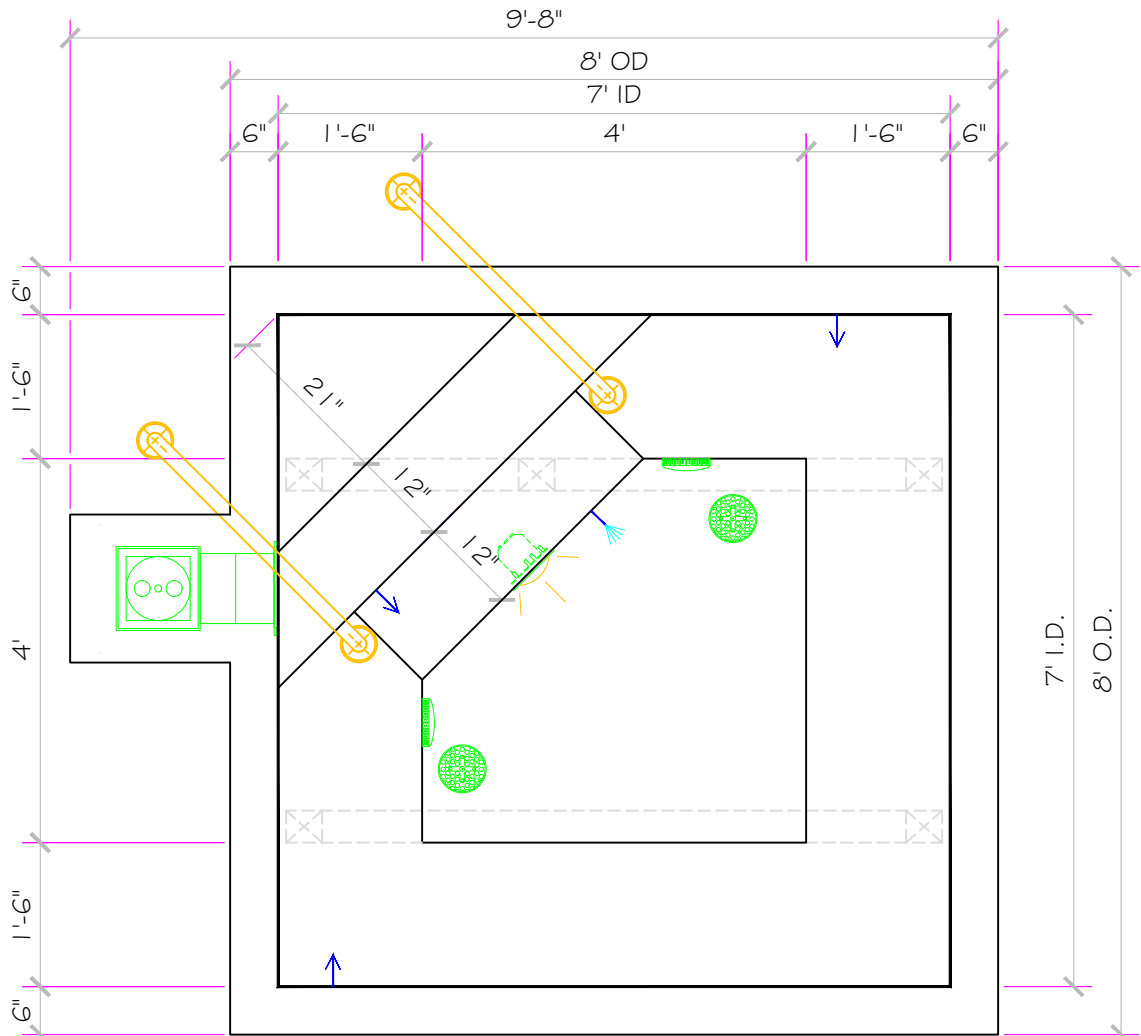 9'-8"
8' OD
7' ID
6" 1'-6" 4' 1'-6" 6"
6"
1'-6"
21"
12"
12"
4'
7' I.D.
8' O.D.
1'-6"
6"